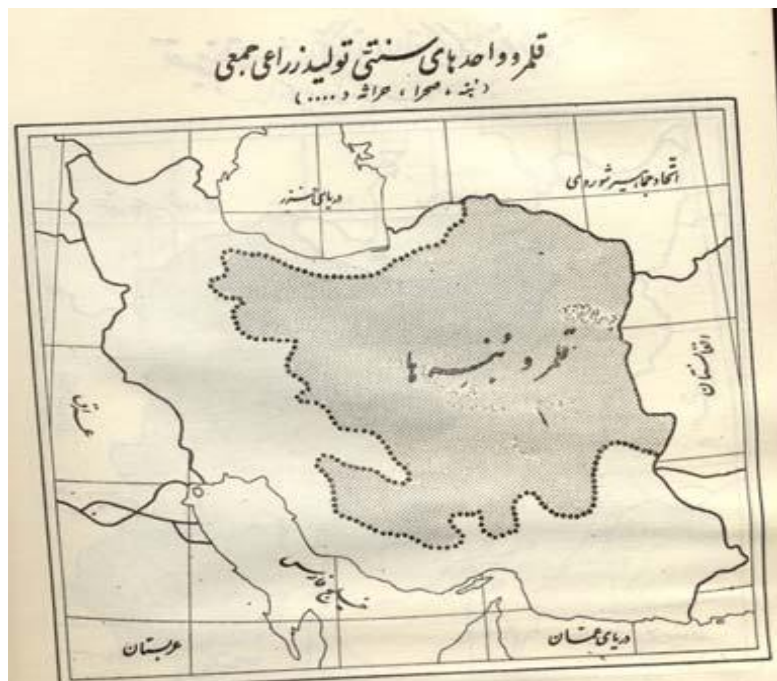 قلمرو واحدهای سنتی تولید زراعی جمعی
(بنه ، صحرا ، حراثه و ....)
دریای خزر
اتحاد جماهیر شوروی
قلمرو بُنه ها
افغانستان
عراق
خلیج فارس
عربستان
دریای عمان